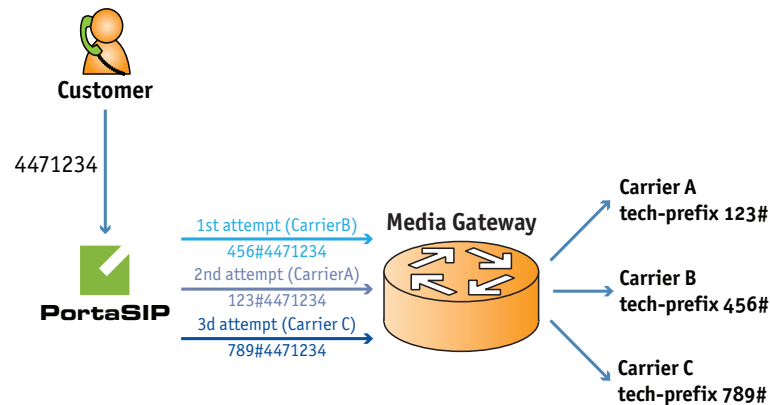 Customer
4471234
1st attempt (CarrierB)
456#4471234
2nd attempt (CarrierA)
123#4471234
3d attempt (Carrier C)
789#4471234
PortaSIP
Media Gateway
Carrier A
tech-prefix 123#
Carrier B
tech-prefix 456#
Carrier C
tech-prefix 789#